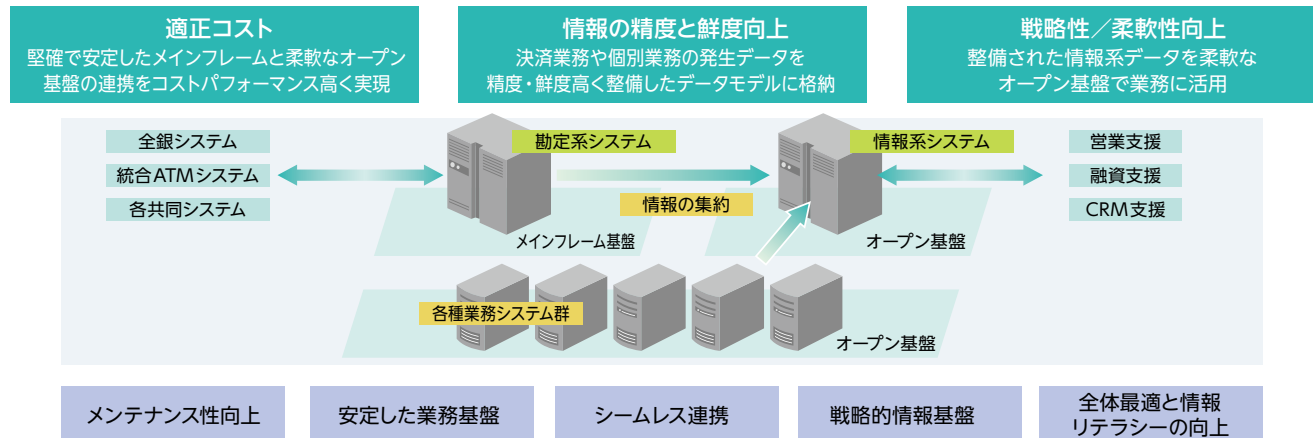 適正コスト
堅確で安定したメインフレームと柔軟なオープン
基盤の連携をコストパフォーマンス高く実現
情報の精度と鮮度向上
決済業務や個別業務の発生データを
精度・鮮度高く整備したデータモデルに格納
戦略性／柔軟性向上
整備された情報系データを柔軟な
オープン基盤で業務に活用
全銀システム
統合ATMシステム
各共同システム
勘定系システム
情報の集約
メインフレーム基盤
情報系システム
オープン基盤
営業支援
融資支援
CRM支援
各種業務システム群
オープン基盤
メンテナンス性向上
安定した業務基盤
シームレス連携
戦略的情報基盤
全体最適と情報
リテラシーの向上